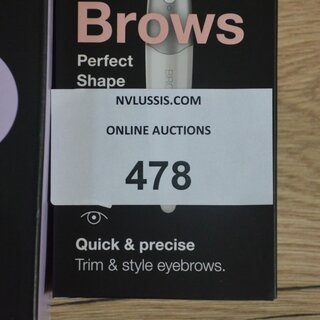 Brows
Perfect
Shape
NVLUSSIS.COM
ONLINE AUCTIONS
478
Quick & precise
Trim & style eyebrows.